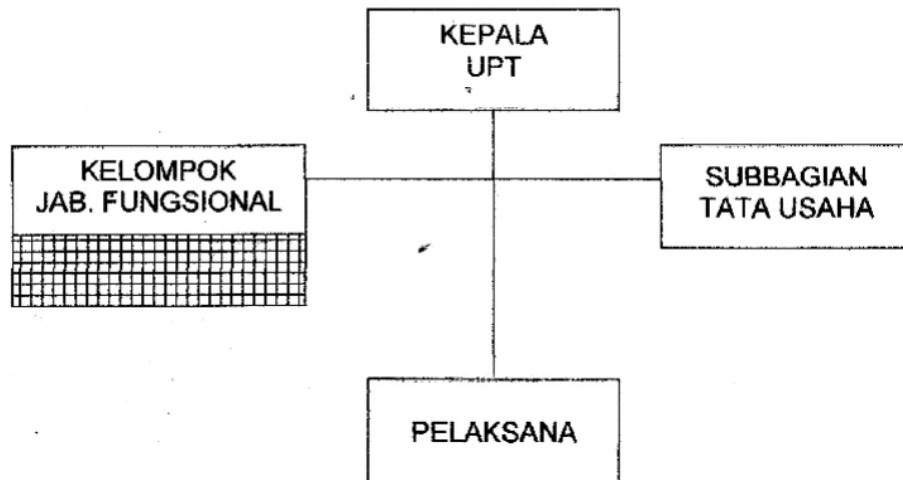 KEPALA
UPT
KELOMPOK
JAB. FUNGSIONAL
SUBBAGIAN
TATA USAHA
PELAKSANA